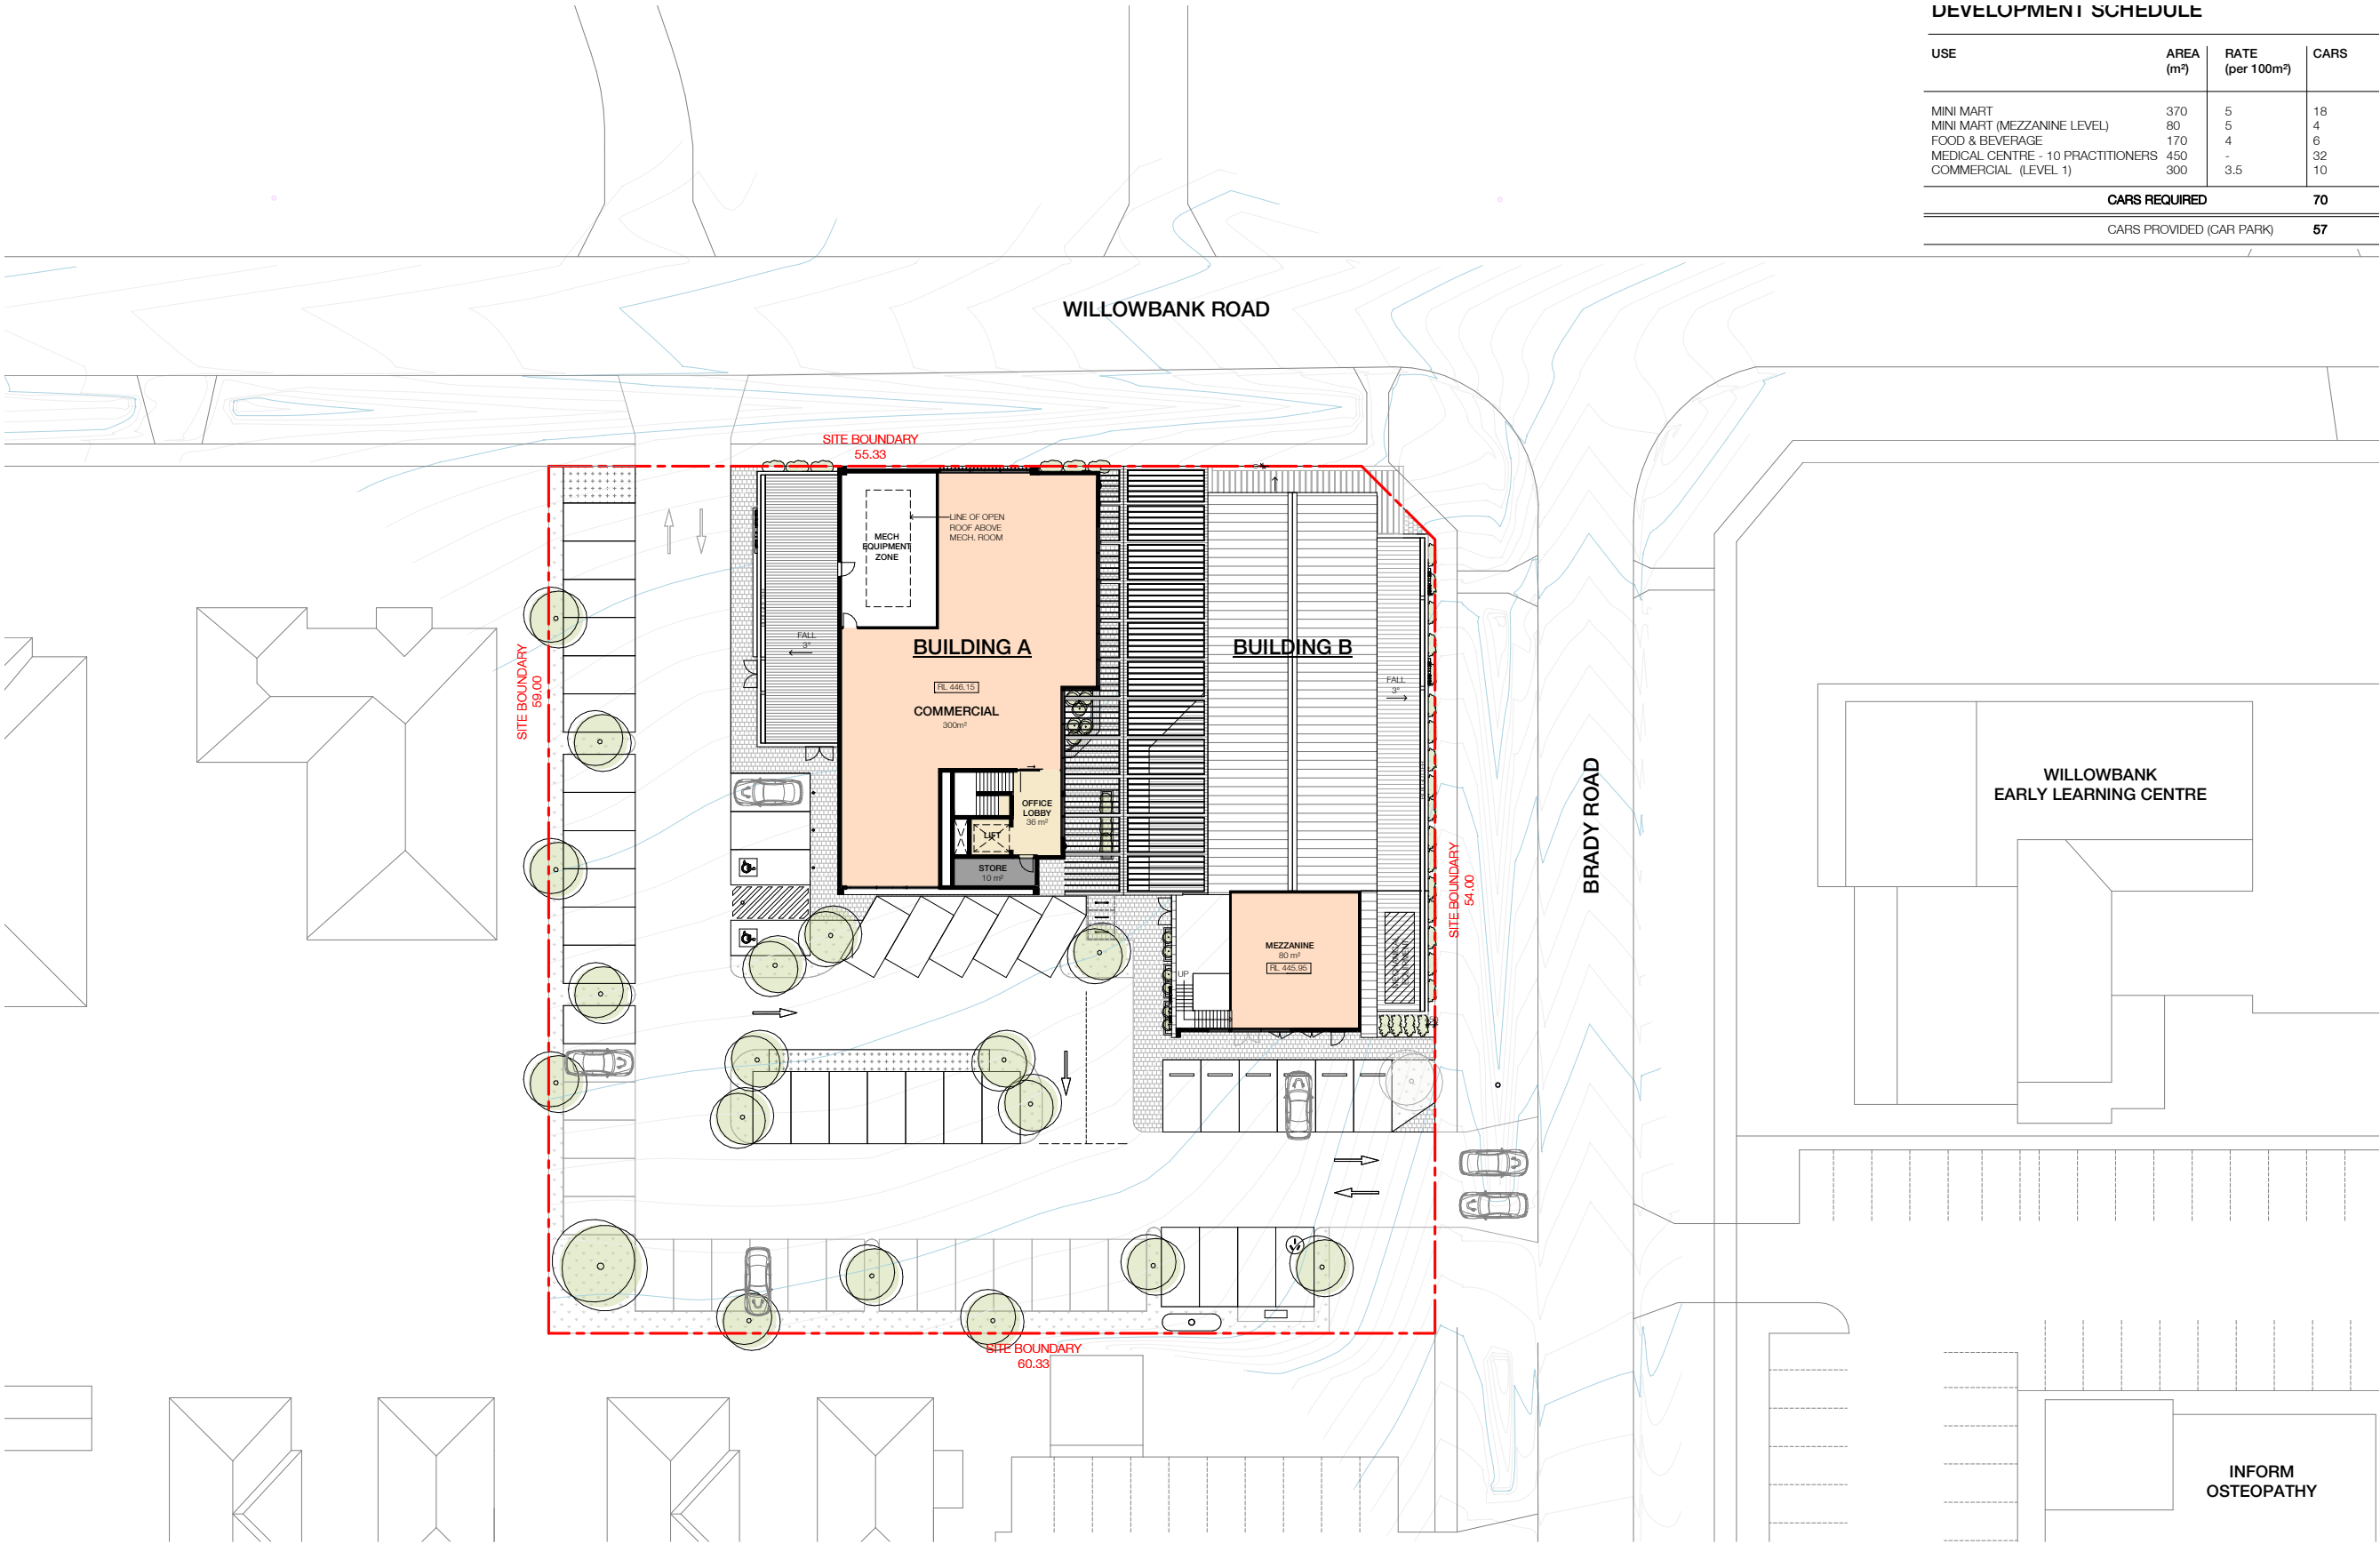 DEVELOPMENT SCHEDULE
USE AREA (m²) RATE (per 100m²) CARS
MINI MART 370 5 18
MINI MART (MEZZANINE LEVEL) 80 5 4
FOOD & BEVERAGE 170 4 6
MEDICAL CENTRE - 10 PRACTITIONERS 450 - 32
COMMERCIAL (LEVEL 1) 300 3.5 10
CARS REQUIRED 70
CARS PROVIDED (CAR PARK) 57
WILLOWBANK ROAD
SITE BOUNDARY
55.33
LINE OF OPEN
ROOF ABOVE
MECH. ROOM
MECH
EQUIPMENT
ZONE
FALL
3°
BUILDING A
BUILDING B
RL 446.15
COMMERCIAL
300m²
FALL
3°
SITE BOUNDARY
59.00
OFFICE
LOBBY
36 m²
LIFT
STORE
10 m²
BRADY ROAD
WILLOWBANK
EARLY LEARNING CENTRE
SITE BOUNDARY
54.00
MEZZANINE
80 m²
RL 445.95
UP
MECHANICAL
EQUIPMENT
SITE BOUNDARY
60.33
INFORM
OSTEOPATHY